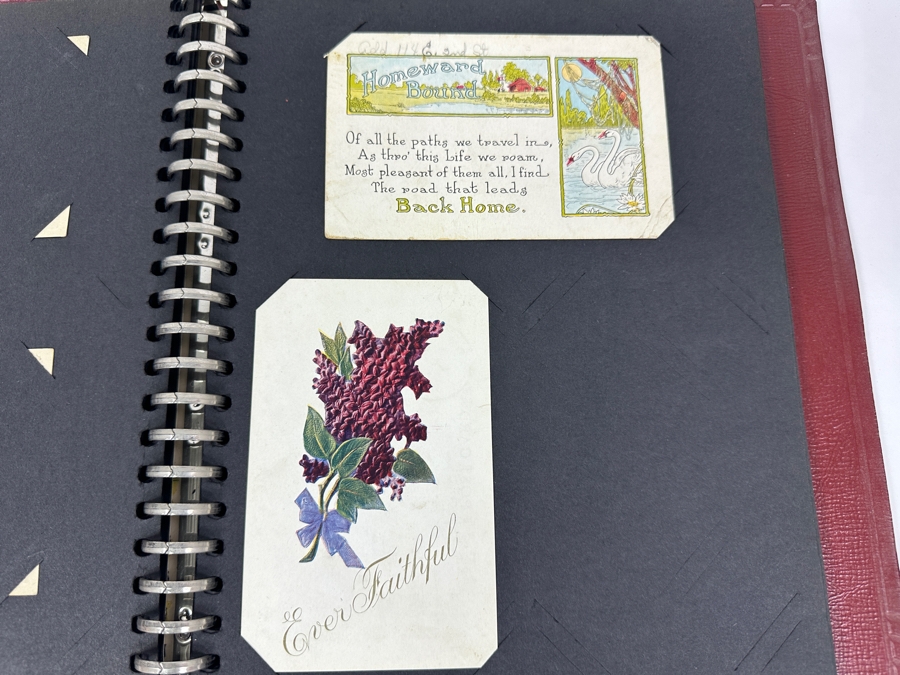 Homeward
Bound
Of all the paths we travel in,
As thro' this Life we roam,
Most pleasant of them all, I find
The road that leads
Back Home.
Ever Faithful